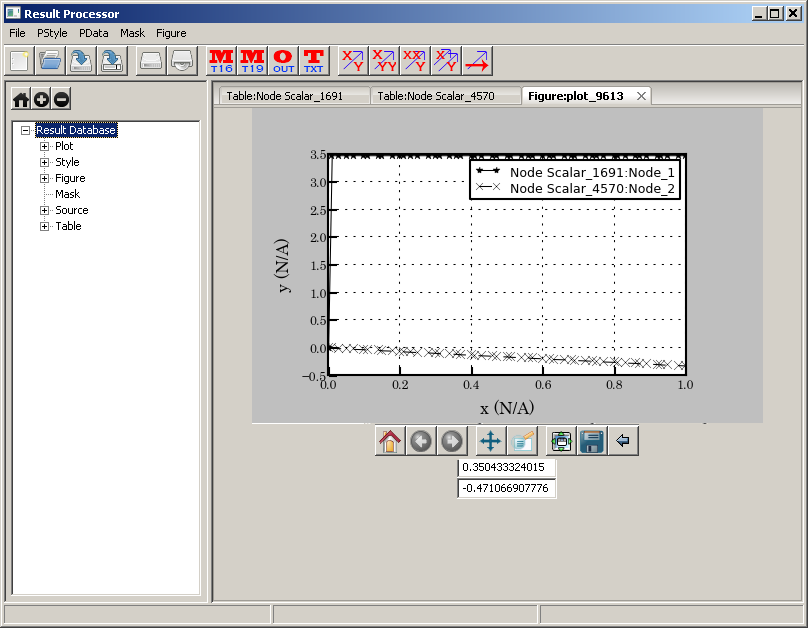 Result Processor
File PStyle PData Mask Figure
M T16 M T19 O OUT T TXT X Y X YY XX Y X ? Y
Table:Node Scalar_1691 Table:Node Scalar_4570 Figure:plot_9613
Result Database
Plot
Style
Figure
Mask
Source
Table
Node Scalar_1691:Node_1
Node Scalar_4570:Node_2
y (N/A)
3.5
3.0
2.5
2.0
1.5
1.0
0.5
0.0
−0.5
0.0 0.2 0.4 0.6 0.8 1.0
x (N/A)
0.350433324015
-0.471066907776